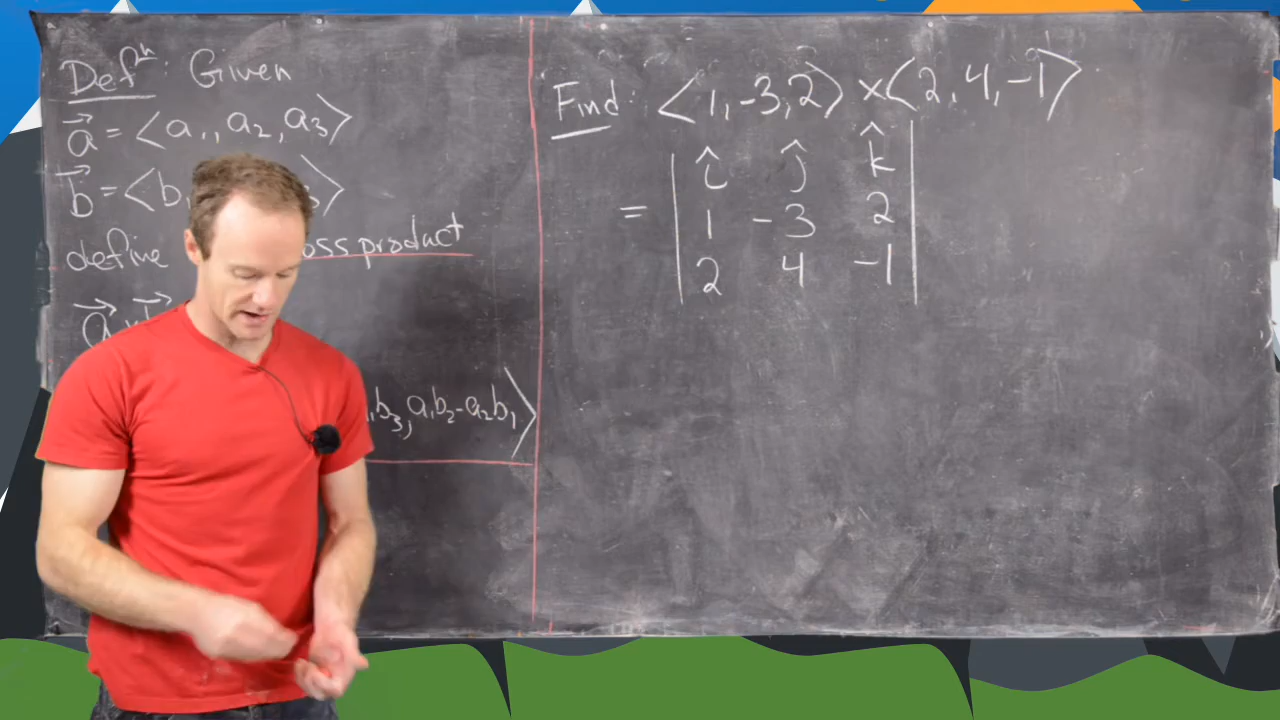 Defⁿ: Given
a⃗ = <a₁, a₂, a₃>
b⃗ = <b
define oss product
a⃗ ×
b₃, a₁b₂-a₂b₁>
Find: <1, -3, 2> × <2, 4, -1>
î ĵ k̂
= 1 -3 2
2 4 -1